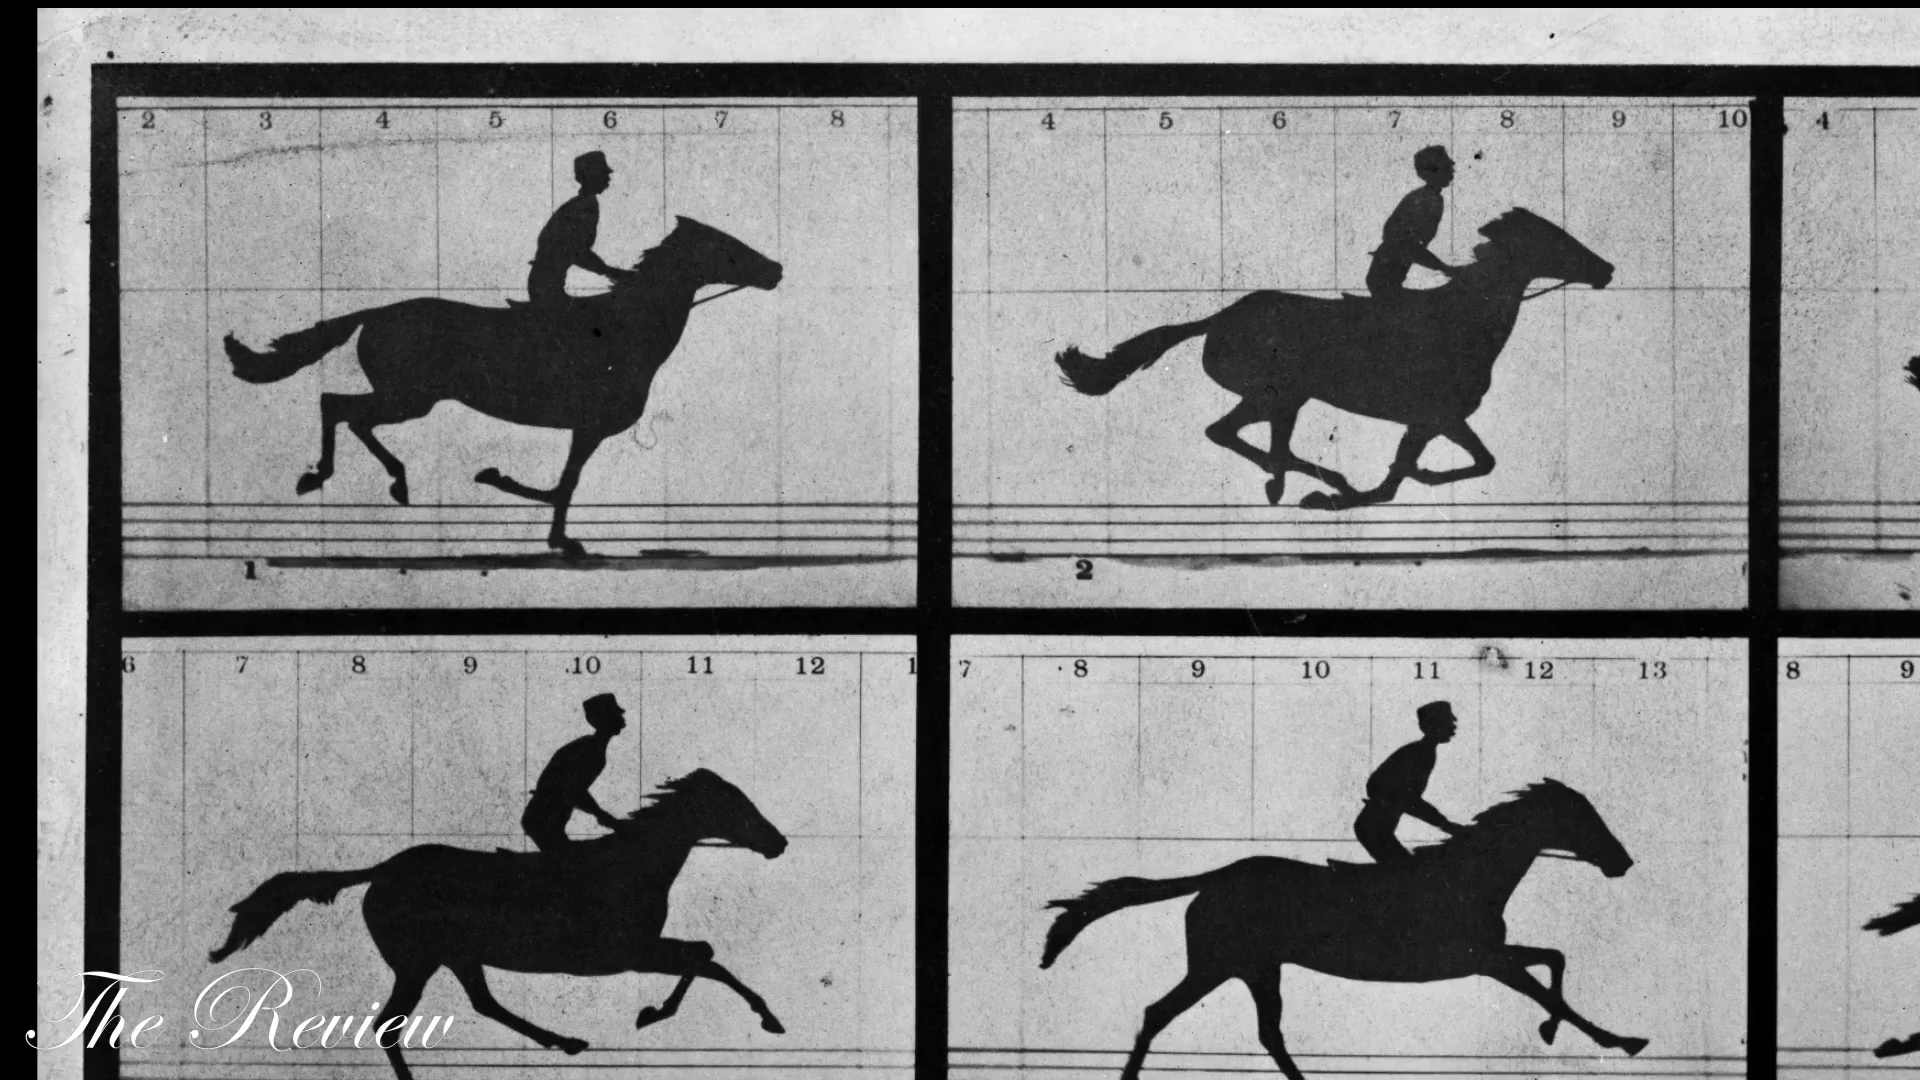 2 3 4 5 6 7 8
4 5 6 7 8 9 10
4
1
2
6 7 8 9 10 11 12 1
7 8 9 10 11 12 13
8 9
The Review